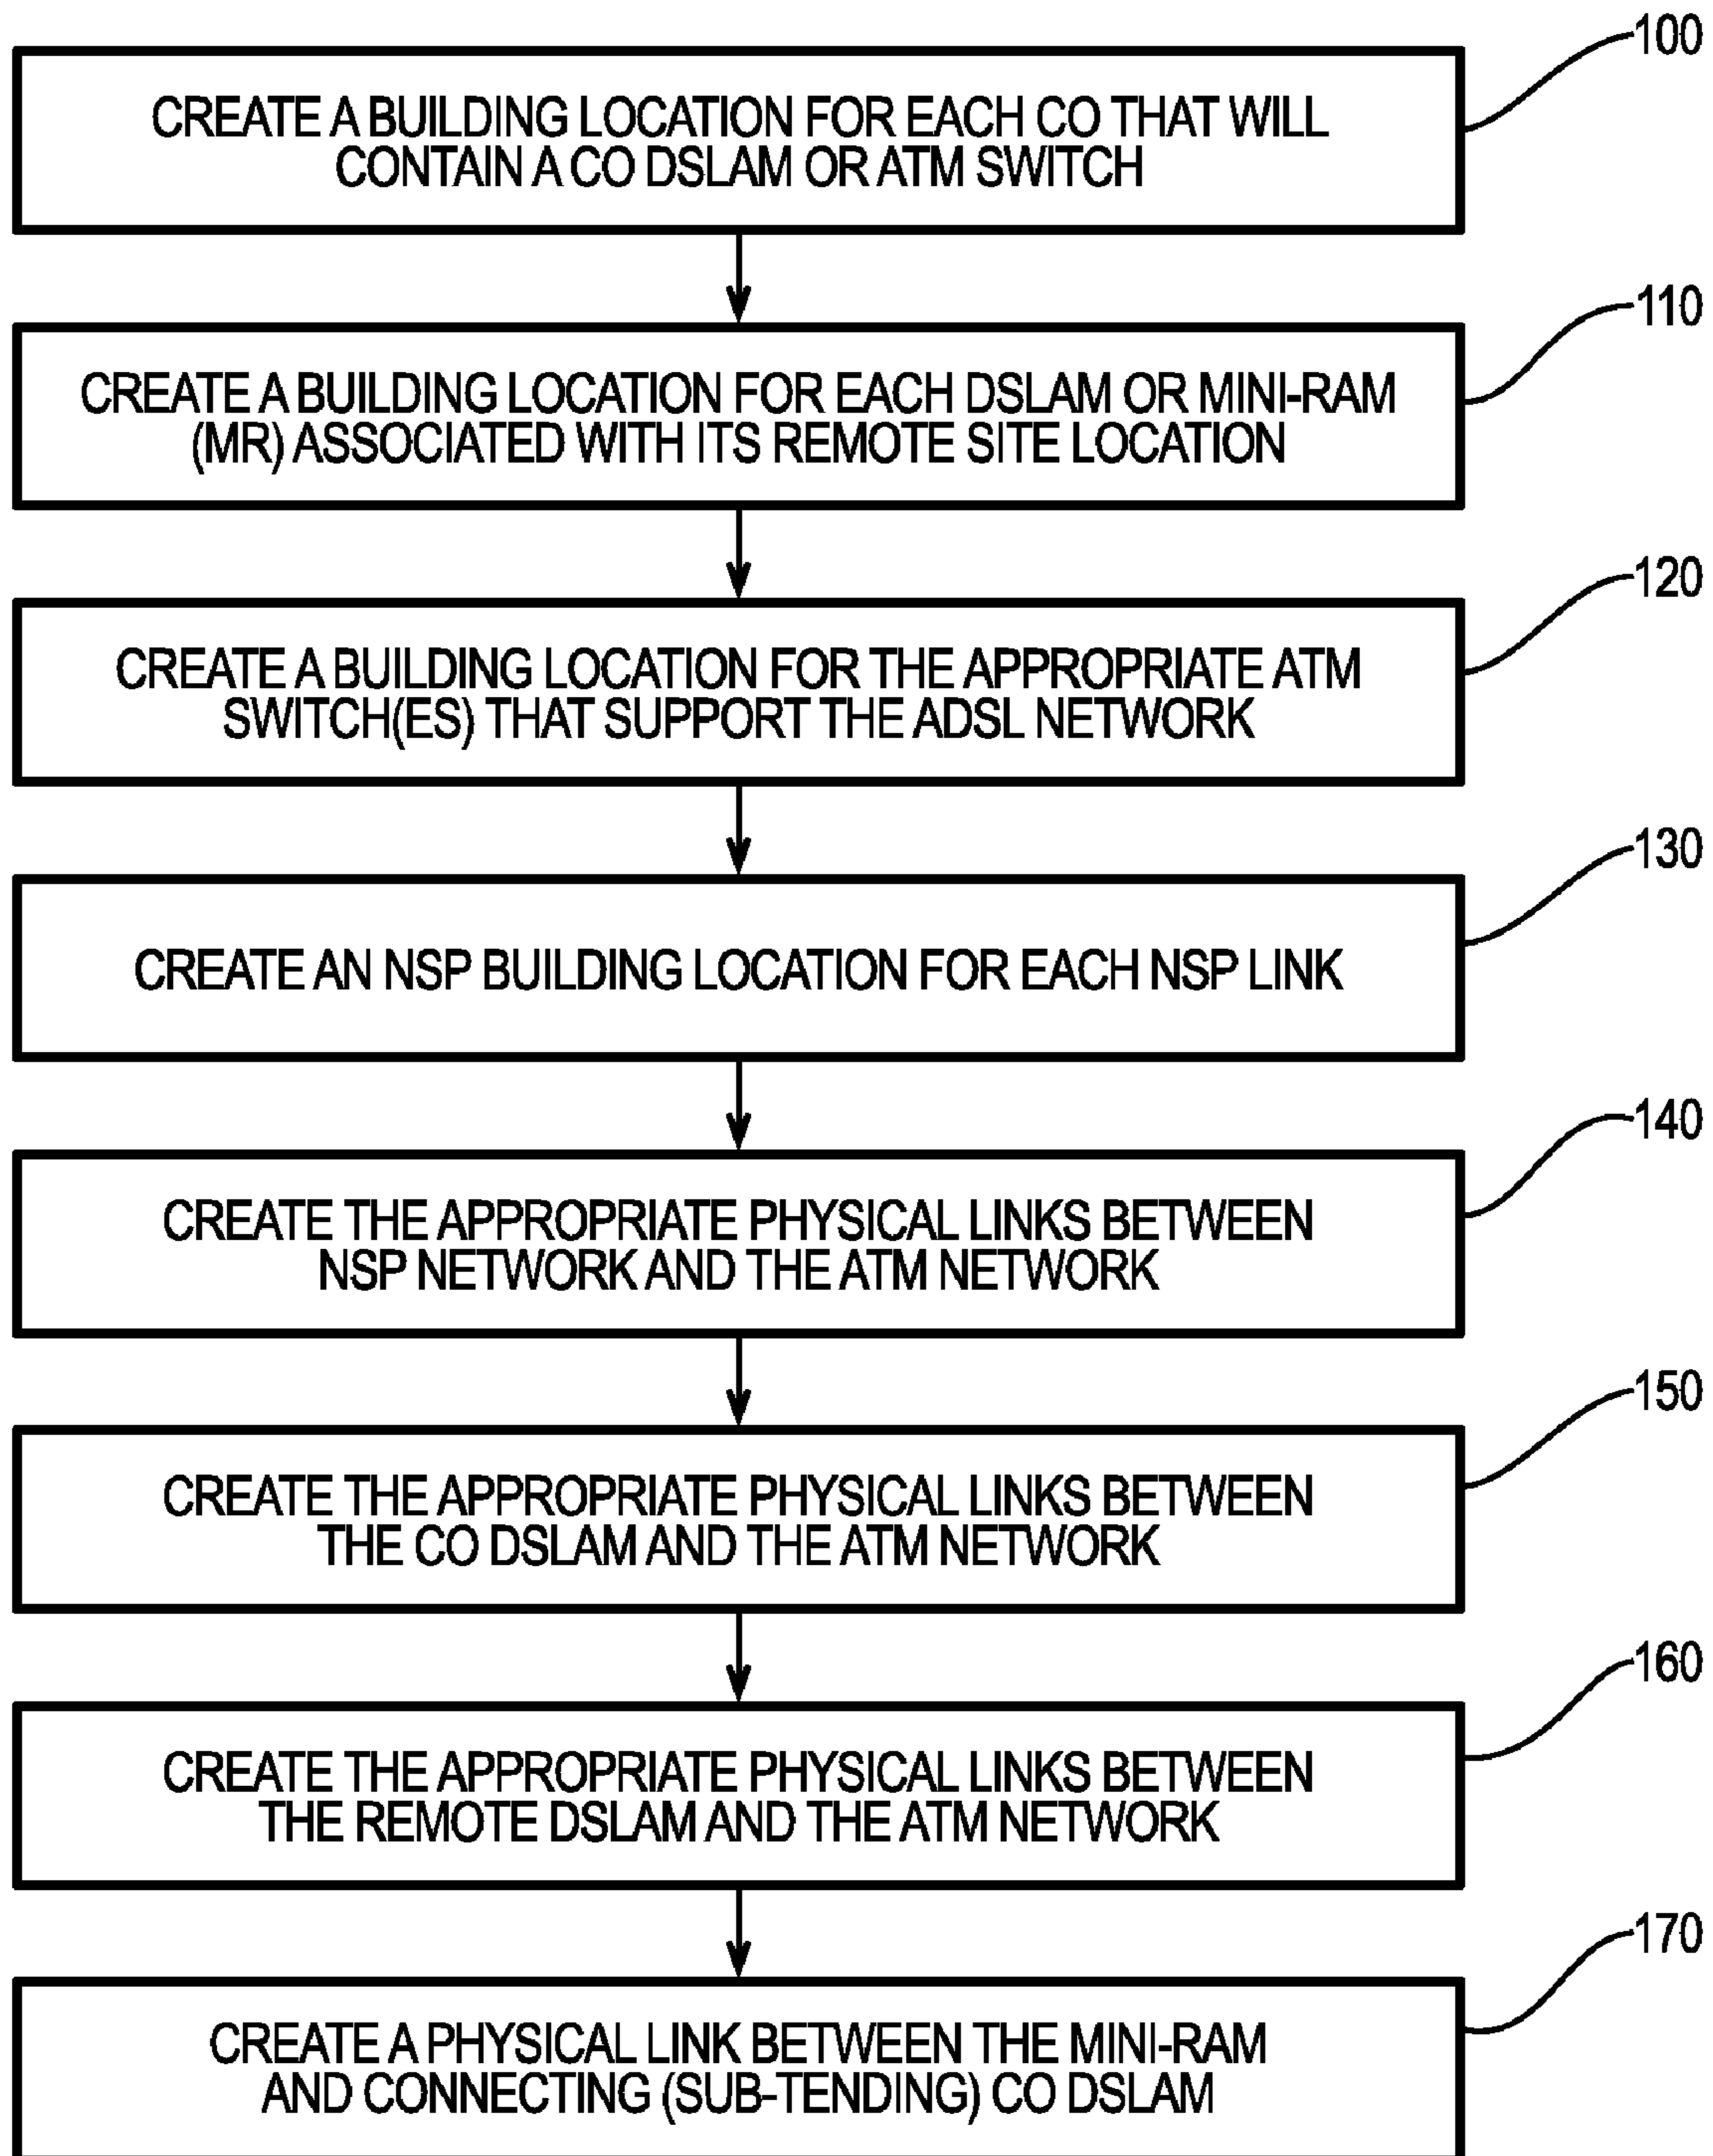 100
CREATE A BUILDING LOCATION FOR EACH CO THAT WILL
CONTAIN A CO DSLAM OR ATM SWITCH
110
CREATE A BUILDING LOCATION FOR EACH DSLAM OR MINI-RAM
(MR) ASSOCIATED WITH ITS REMOTE SITE LOCATION
120
CREATE A BUILDING LOCATION FOR THE APPROPRIATE ATM
SWITCH(ES) THAT SUPPORT THE ADSL NETWORK
130
CREATE AN NSP BUILDING LOCATION FOR EACH NSP LINK
140
CREATE THE APPROPRIATE PHYSICAL LINKS BETWEEN
NSP NETWORK AND THE ATM NETWORK
150
CREATE THE APPROPRIATE PHYSICAL LINKS BETWEEN
THE CO DSLAM AND THE ATM NETWORK
160
CREATE THE APPROPRIATE PHYSICAL LINKS BETWEEN
THE REMOTE DSLAM AND THE ATM NETWORK
170
CREATE A PHYSICAL LINK BETWEEN THE MINI-RAM
AND CONNECTING (SUB-TENDING) CO DSLAM